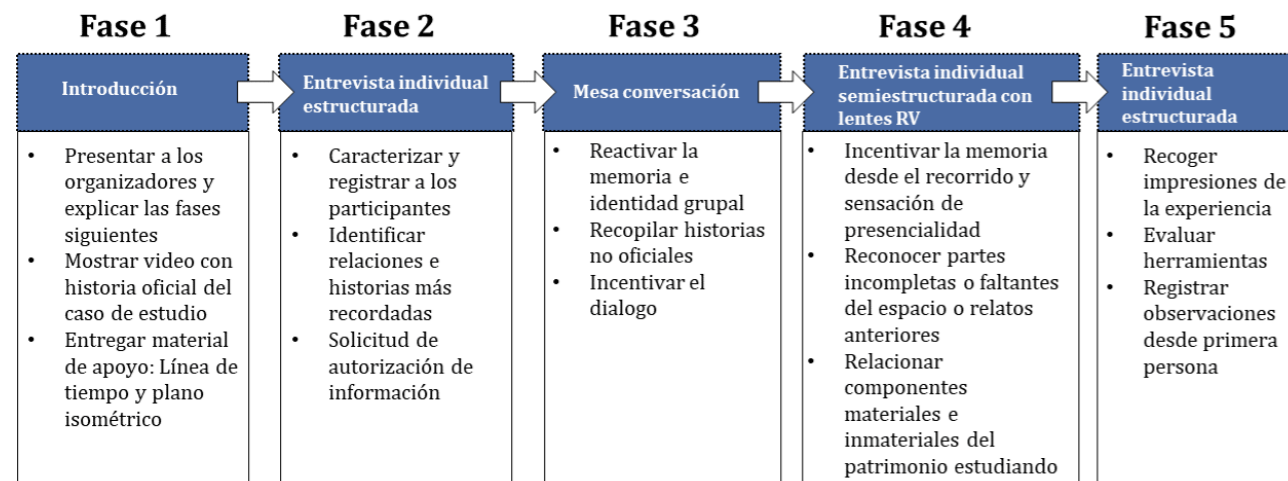 Fase 1
Introducción
• Presentar a los
organizadores y
explicar las fases
siguientes
• Mostrar video con
historia oficial del
caso de estudio
• Entregar material
de apoyo: Línea de
tiempo y plano
isométrico
Fase 2
Entrevista individual
estructurada
• Caracterizar y
registrar a los
participantes
• Identificar
relaciones e
historias más
recordadas
• Solicitud de
autorización de
información
Fase 3
Mesa conversación
• Reactivar la
memoria e
identidad grupal
• Recopilar historias
no oficiales
• Incentivar el
dialogo
Fase 4
Entrevista individual
semiestructurada con
lentes RV
• Incentivar la memoria
desde el recorrido y
sensación de
presencialidad
• Reconocer partes
incompletas o faltantes
del espacio o relatos
anteriores
• Relacionar
componentes
materiales e
inmateriales del
patrimonio estudiando
Fase 5
Entrevista
individual
estructurada
• Recoger
impresiones de
la experiencia
• Evaluar
herramientas
• Registrar
observaciones
desde primera
persona